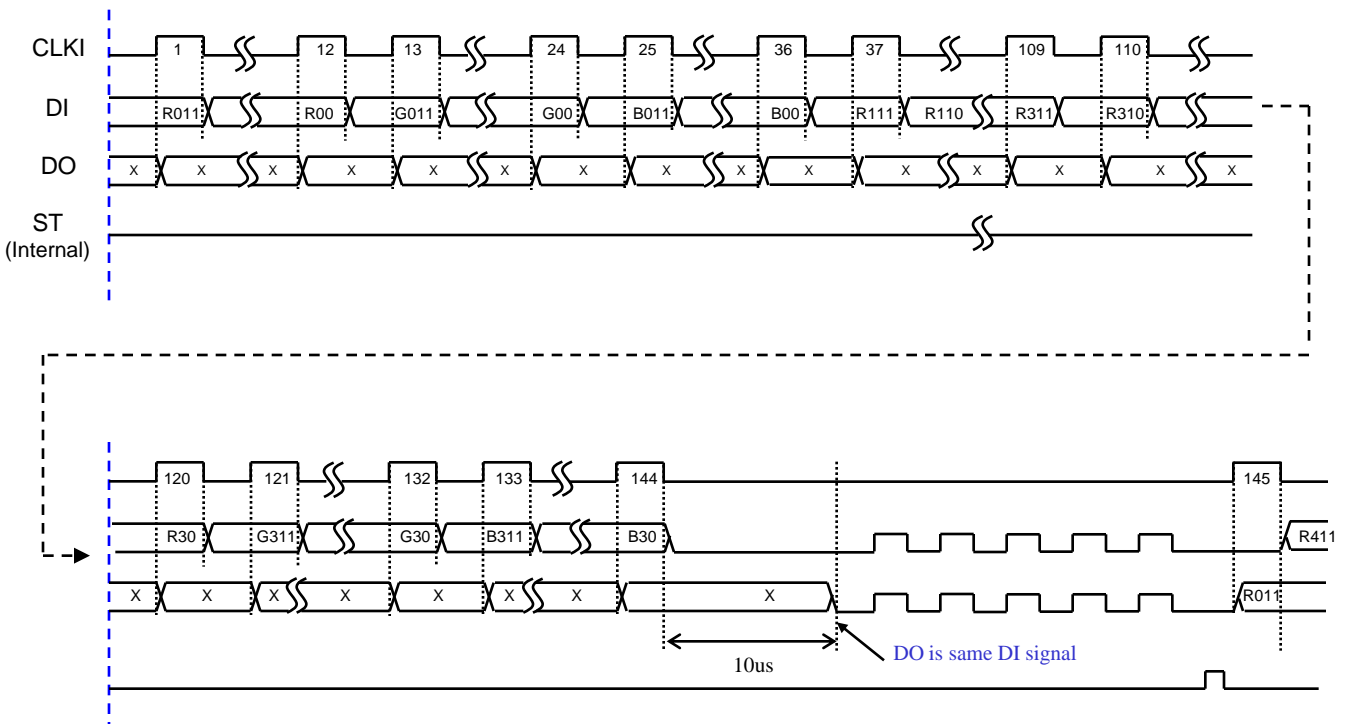 CLKI 1 12 13 24 25 36 37 109 110
DI R011 R00 G011 G00 B011 B00 R111 R110 R311 R310
DO X X X X X X X X X X X X X X
ST
(Internal)
120 121 132 133 144 145
R30 G311 G30 B311 B30 R411
X X X X X X X X R011
10us
DO is same DI signal